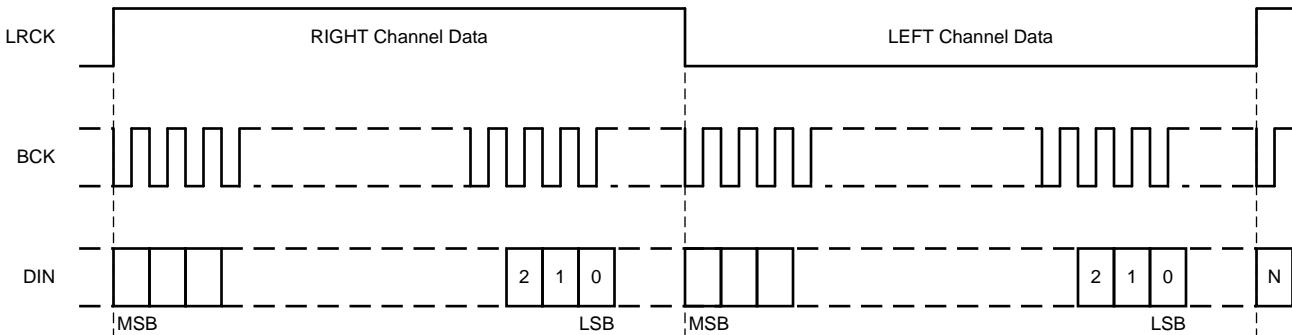 LRCK
RIGHT Channel Data
LEFT Channel Data
BCK
DIN
2 1 0
2 1 0
N
MSB
LSB
MSB
LSB